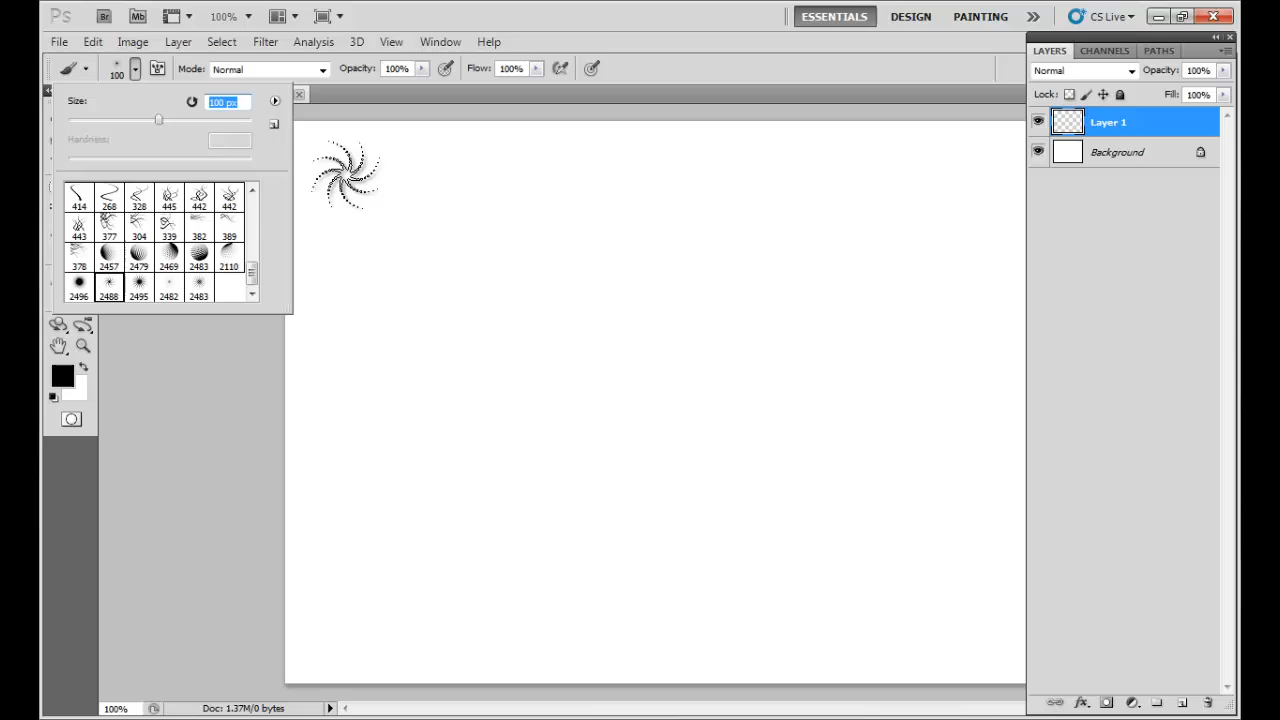 Ps Br Mb 100% ESSENTIALS DESIGN PAINTING CS Live
File Edit Image Layer Select Filter Analysis 3D View Window Help
100 Mode: Normal Opacity: 100% Flow: 100%
LAYERS CHANNELS PATHS
Normal Opacity: 100%
Lock: Fill: 100%
Layer 1
Background
Size: 100 px
Hardness:
414 268 328 445 442 442
443 377 304 339 382 389
378 2457 2479 2469 2483 2110
2496 2488 2495 2482 2483
100% Doc: 1.37M/0 bytes
fx